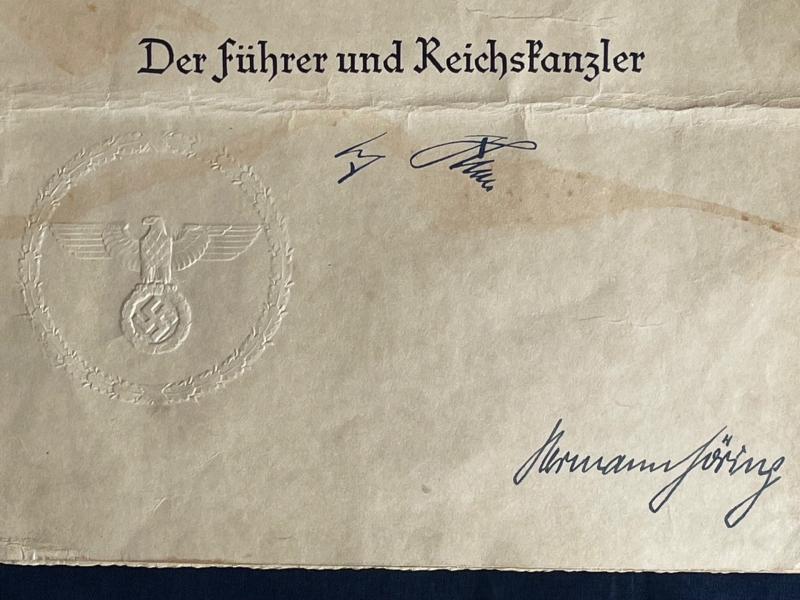 Der Führer und Reichskanzler
Hermann Göring